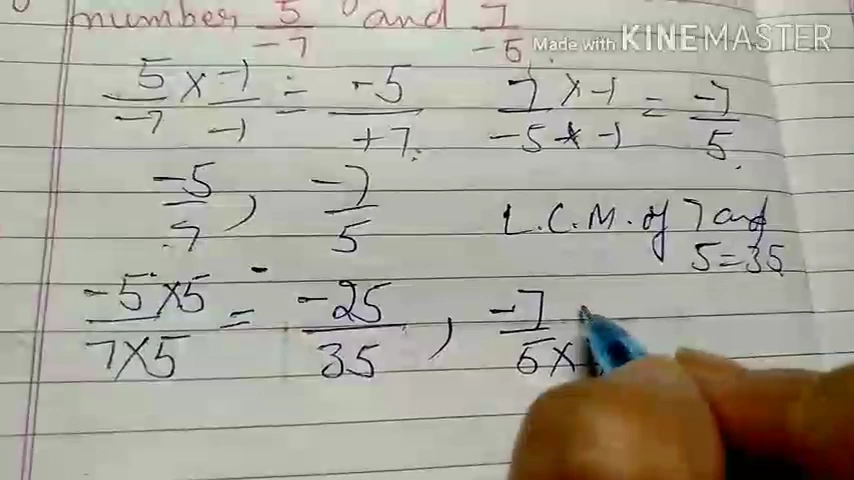 number 5/-7 and 7/-5
Made with KINEMASTER
5/-7 × -1/-1 = -5/+7 7×-1/-5×-1 = -7/5
-5/7, -7/5
L.C.M. of 7 and
5=35
-5×5/7×5 = -25/35, -7/5×